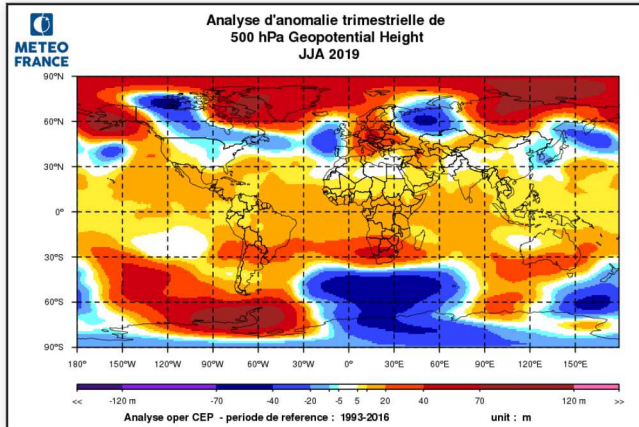 METEO
FRANCE
Analyse d'anomalie trimestrielle de
500 hPa Geopotential Height
JJA 2019
90°N
60°N
30°N
0°
30°S
60°S
90°S
180° 150°W 120°W 90°W 60°W 30°W 0° 30°E 60°E 90°E 120°E 150°E
<< -120 m -70 -40 -20 -5 5 20 40 70 120 m >>
Analyse oper CEP - periode de reference : 1993-2016 unit : m